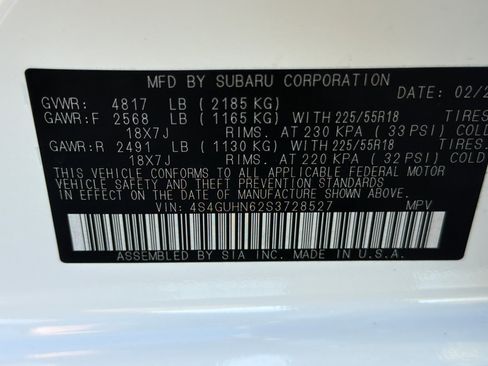 MFD BY SUBARU CORPORATION
DATE: 02/2
GVWR: 4817 LB (2185 KG)
GAWR:F 2568 LB (1165 KG) WITH 225/55R18 TIRES
18X7J RIMS. AT 230 KPA (33 PSI) COLD
GAWR:R 2491 LB (1130 KG) WITH 225/55R18 TIRES
18X7J RIMS. AT 220 KPA (32 PSI) COLD
THIS VEHICLE CONFORMS TO ALL APPLICABLE FEDERAL MOTOR
VEHICLE SAFETY AND THEFT PREVENTION STANDARDS
IN EFFECT ON THE DATE OF MANUFACTURE SHOWN ABOVE.
VIN: 4S4GUHN62S3728527 MPV
ASSEMBLED BY SIA INC. MADE IN U.S.A.